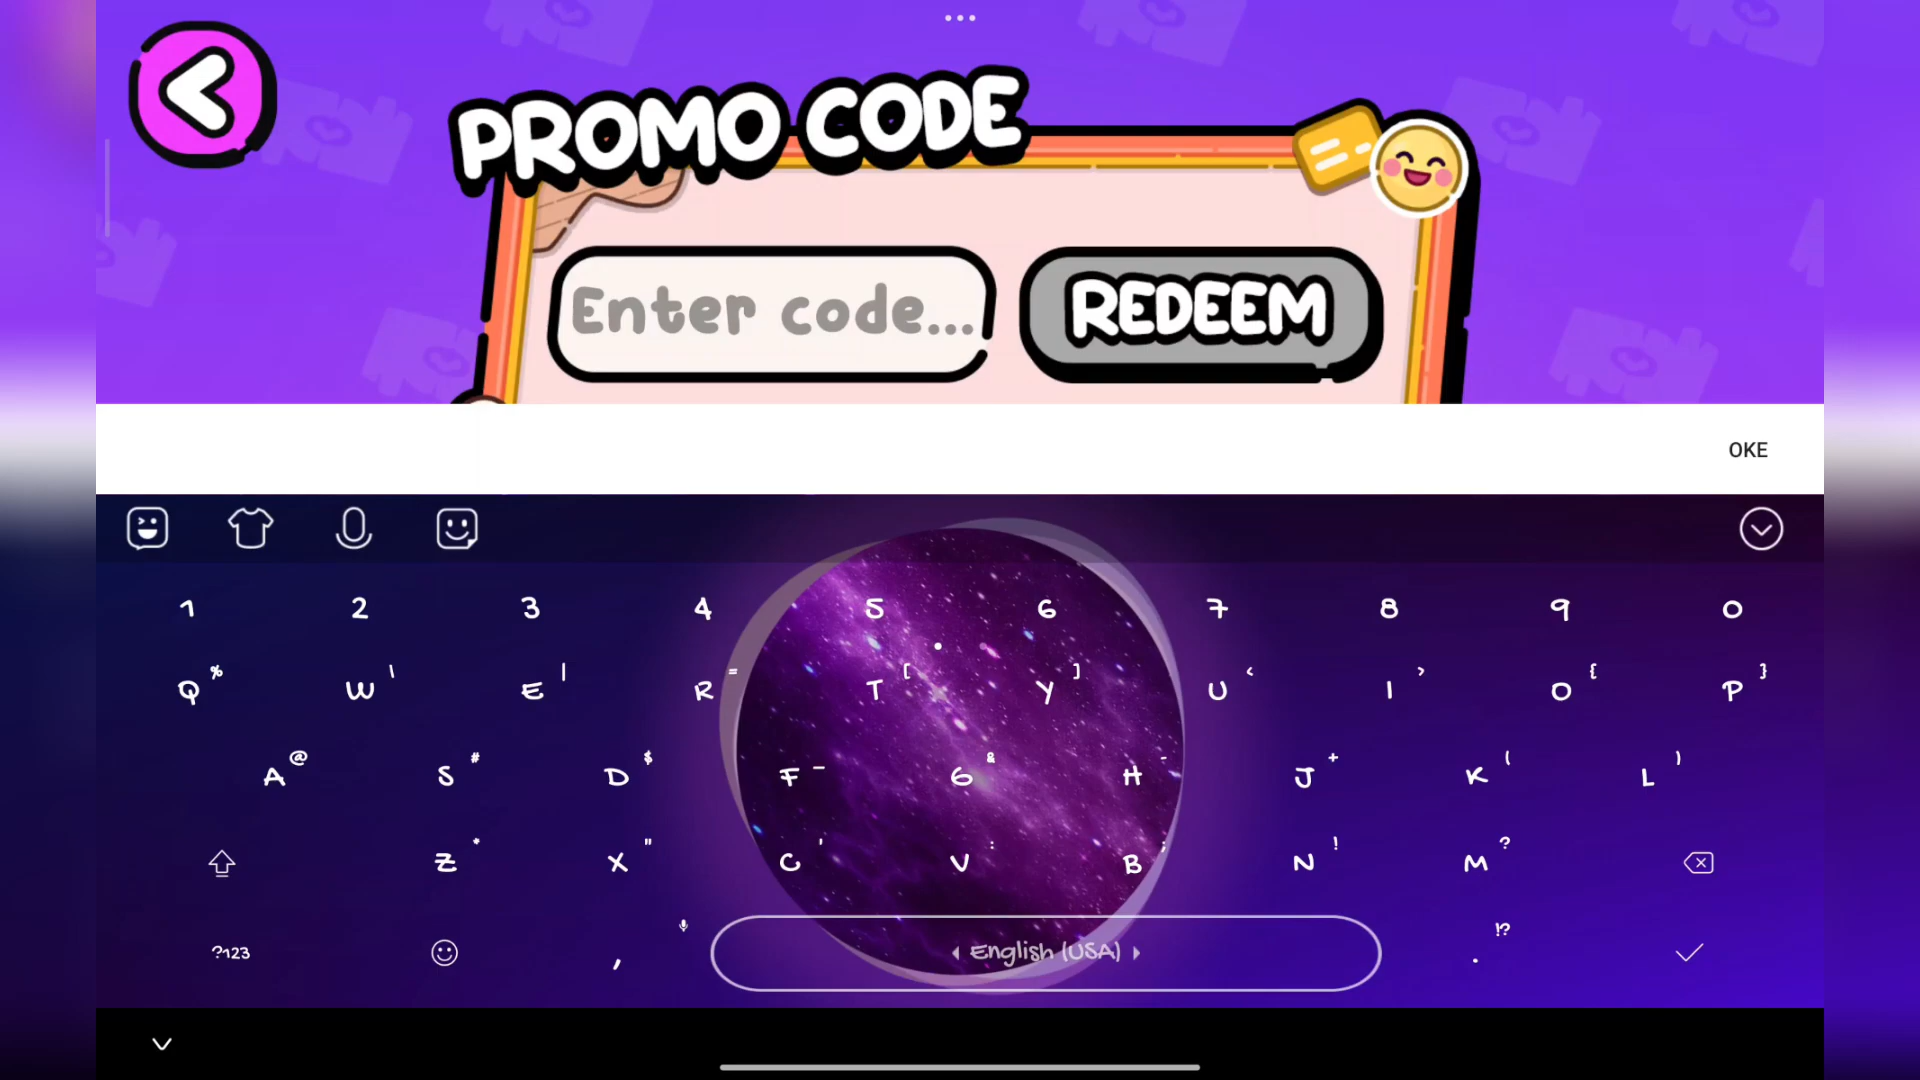 PROMO CODE
Enter code...
REDEEM
OKE
1 2 3 4 5 6 7 8 9 0
% \ | = [ ] < > { }
Q W E R T Y U I O P
@ # $ _ & - + ( )
A S D F G H J K L
* " ' : ; ! ?
Z X C V B N M
!?
?123 , English (USA) .